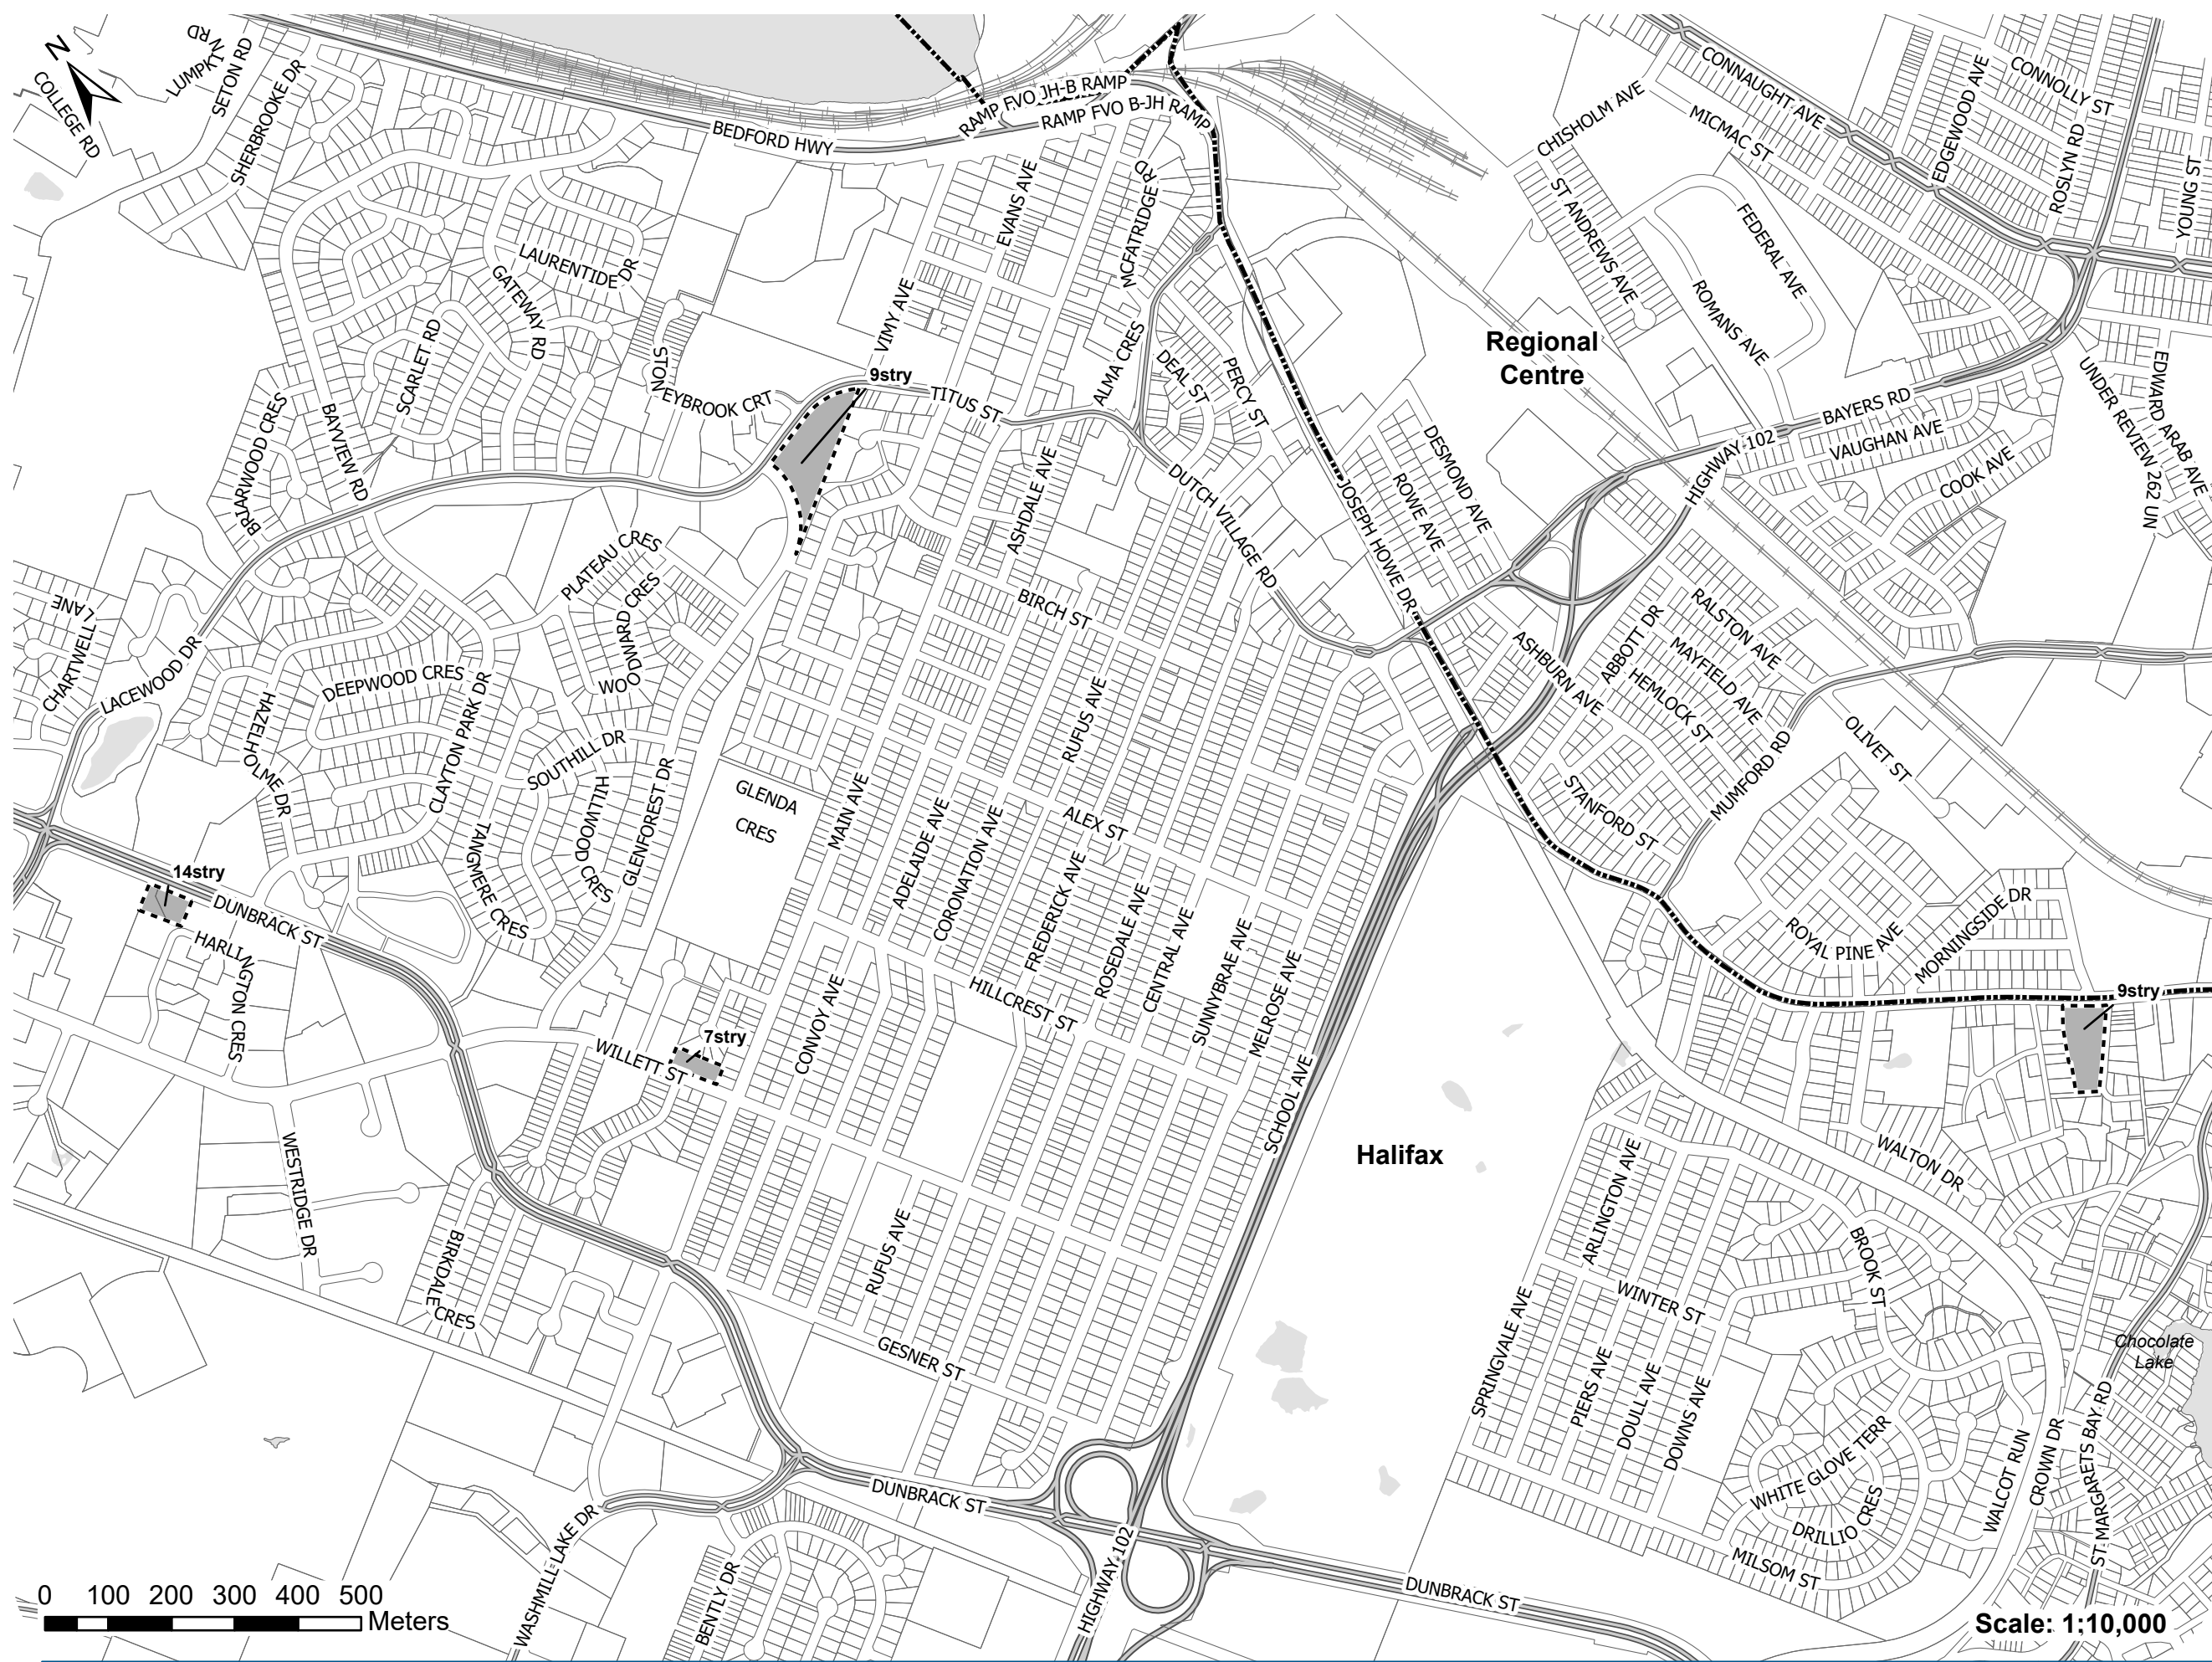 N
LUMPKIN RD
SETON RD
COLLEGE RD
SHERBROOKE DR
BEDFORD HWY
RAMP FVO JH-B RAMP
RAMP FVO B-JH RAMP
CONNAUGHT AVE
CHISHOLM AVE
MICMAC ST
EDGEWOOD AVE
CONNOLLY ST
ROSLYN RD
YOUNG ST
EVANS AVE
MCFATRIDGE RD
ST ANDREWS AVE
FEDERAL AVE
ROMANS AVE
LAURENTIDE DR
GATEWAY RD
SCARLET RD
VIMY AVE
STONEYBROOK CRT
9stry
TITUS ST
ALMA CRES
DEAL ST
PERCY ST
Regional
Centre
BAYERS RD
VAUGHAN AVE
COOK AVE
UNDER REVIEW 262 UN
EDWARD ARAB AVE
BRIARWOOD CRES
BAYVIEW RD
ASHDALE AVE
DUTCH VILLAGE RD
JOSEPH HOWE DR
DESMOND AVE
ROWE AVE
HIGHWAY 102
PLATEAU CRES
WOODWARD CRES
BIRCH ST
CHARTWELL LANE
LACEWOOD DR
DEEPWOOD CRES
HAZELHOLME DR
CLAYTON PARK DR
SOUTHILL DR
HILLWOOD CRES
TANGMERE CRES
GLENFOREST DR
GLENDA
CRES
MAIN AVE
RUFUS AVE
ASHBURN AVE
ABBOTT DR
RALSTON AVE
MAYFIELD AVE
HEMLOCK ST
STANFORD ST
MUMFORD RD
OLIVET ST
ADELAIDE AVE
CORONATION AVE
ALEX ST
FREDERICK AVE
ROSEDALE AVE
CENTRAL AVE
SUNNYBRAE AVE
MELROSE AVE
14stry
DUNBRACK ST
HARLINGTON CRES
ROYAL PINE AVE
MORNINGSIDE DR
9stry
HILLCREST ST
CONVOY AVE
7stry
WILLETT ST
SCHOOL AVE
Halifax
WESTRIDGE DR
BIRKDALE CRES
RUFUS AVE
GESNER ST
WALTON DR
ARLINGTON AVE
BROOK ST
WINTER ST
SPRINGVALE AVE
PIERS AVE
DOULL AVE
DOWNS AVE
Chocolate
Lake
WHITE GLOVE TERR
DRILLIO CRES
WALCOT RUN
CROWN DR
ST. MARGARETS BAY RD
MILSOM ST
DUNBRACK ST
WASHMILL LAKE DR
BENTLY DR
HIGHWAY 102
DUNBRACK ST
0 100 200 300 400 500
Meters
Scale: 1:10,000